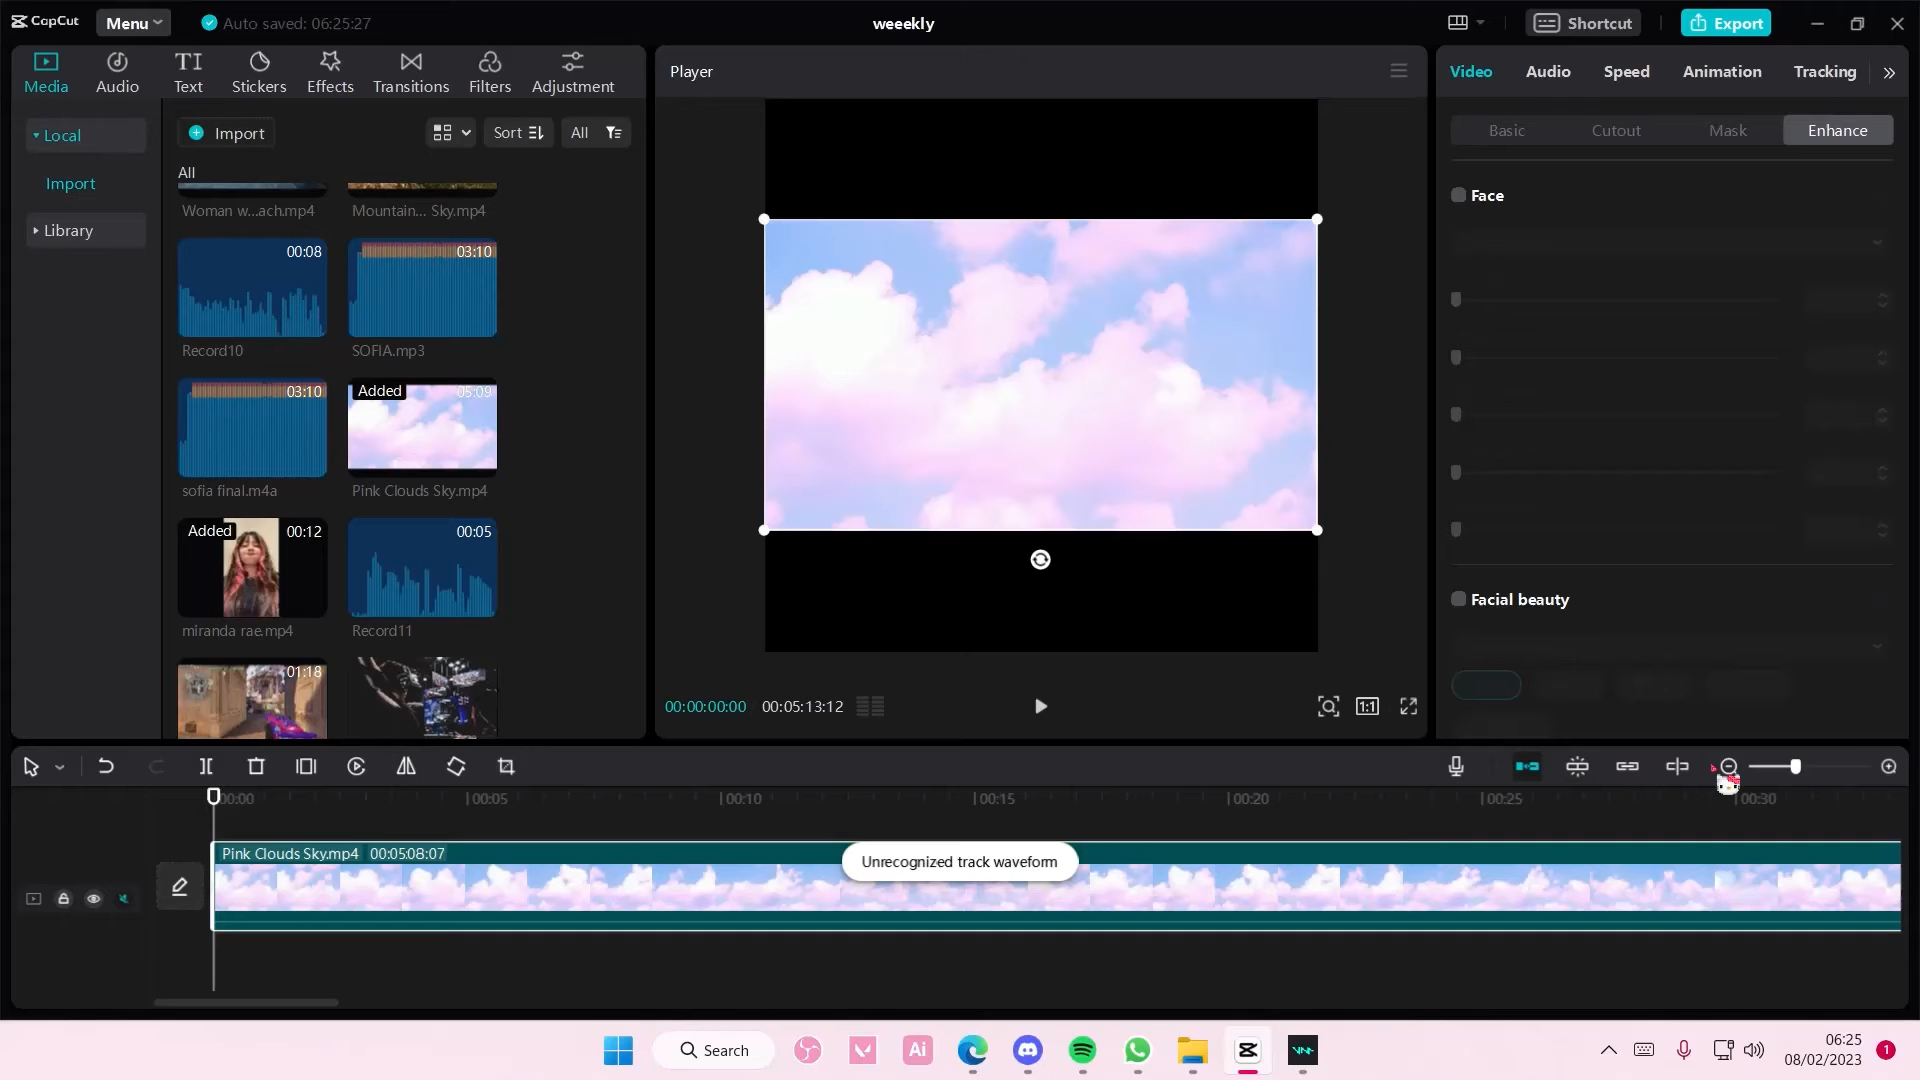 CapCut
Menu
Auto saved: 06:25:27
weeekly
Shortcut
Export
Media
Audio
Text
Stickers
Effects
Transitions
Filters
Adjustment
Local
Import
Library
Import
Sort
All
All
Woman w...ach.mp4
Mountain... Sky.mp4
00:08
03:10
Record10
SOFIA.mp3
03:10
Added
05:09
sofia final.m4a
Pink Clouds Sky.mp4
Added
00:12
00:05
miranda rae.mp4
Record11
01:18
Player
00:00:00:00
00:05:13:12
1:1
Video
Audio
Speed
Animation
Tracking
Basic
Cutout
Mask
Enhance
Face
Facial beauty
00:00
00:05
00:10
00:15
00:20
00:25
00:30
Pink Clouds Sky.mp4 00:05:08:07
Unrecognized track waveform
Search
Ai
06:25
08/02/2023
1